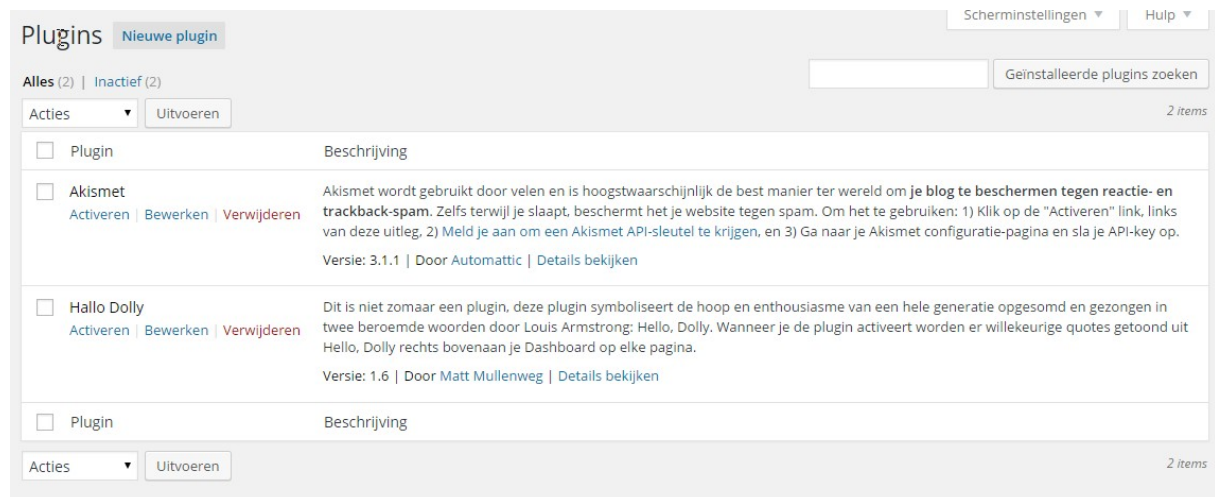 Scherminstellingen ▼ Hulp ▼
Plugins Nieuwe plugin
Alles (2) | Inactief (2)
Geïnstalleerde plugins zoeken
Acties ▼ Uitvoeren
2 items
Plugin Beschrijving
Akismet
Activeren | Bewerken | Verwijderen
Akismet wordt gebruikt door velen en is hoogstwaarschijnlijk de best manier ter wereld om je blog te beschermen tegen reactie- en
trackback-spam. Zelfs terwijl je slaapt, beschermt het je website tegen spam. Om het te gebruiken: 1) Klik op de "Activeren" link, links
van deze uitleg, 2) Meld je aan om een Akismet API-sleutel te krijgen, en 3) Ga naar je Akismet configuratie-pagina en sla je API-key op.
Versie: 3.1.1 | Door Automattic | Details bekijken
Hallo Dolly
Activeren | Bewerken | Verwijderen
Dit is niet zomaar een plugin, deze plugin symboliseert de hoop en enthousiasme van een hele generatie opgesomd en gezongen in
twee beroemde woorden door Louis Armstrong: Hello, Dolly. Wanneer je de plugin activeert worden er willekeurige quotes getoond uit
Hello, Dolly rechts bovenaan je Dashboard op elke pagina.
Versie: 1.6 | Door Matt Mullenweg | Details bekijken
Plugin Beschrijving
Acties ▼ Uitvoeren
2 items